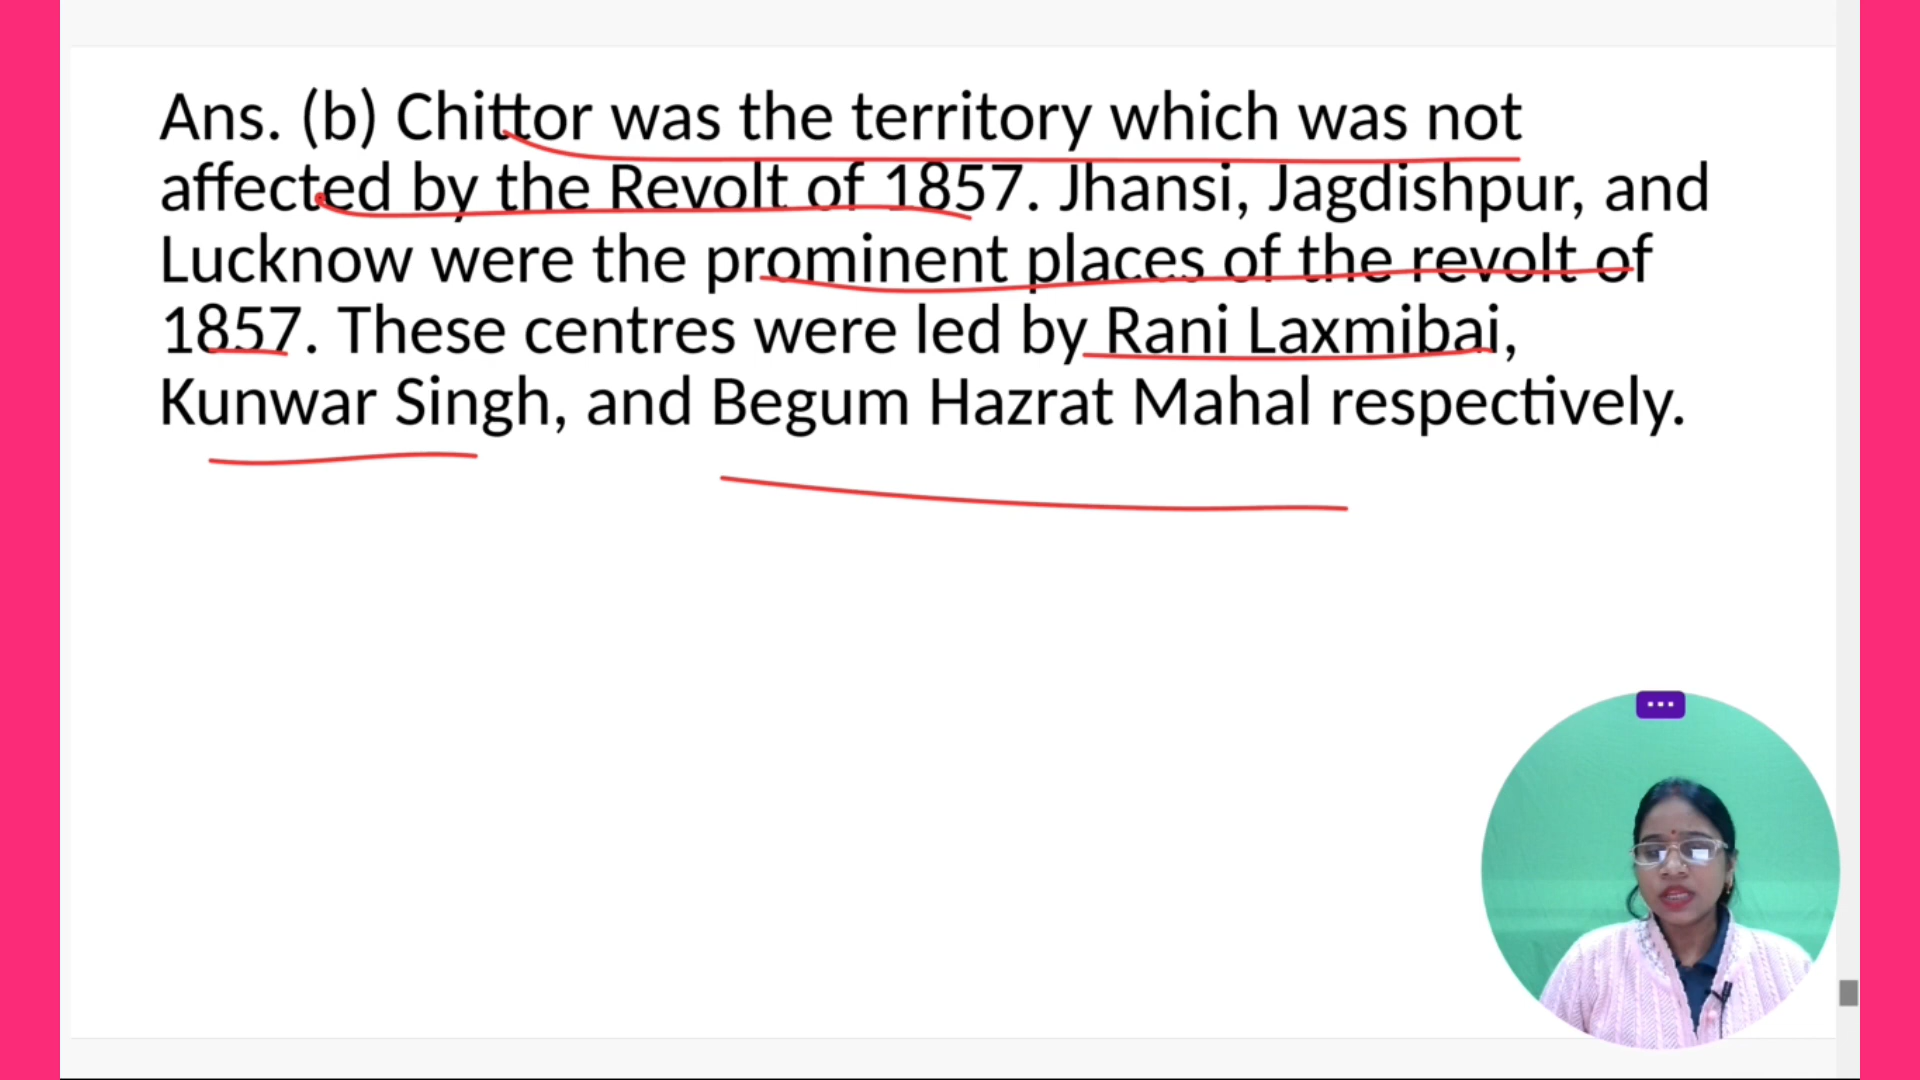 Ans. (b) Chittor was the territory which was not
affected by the Revolt of 1857. Jhansi, Jagdishpur, and
Lucknow were the prominent places of the revolt of
1857. These centres were led by Rani Laxmibai,
Kunwar Singh, and Begum Hazrat Mahal respectively.